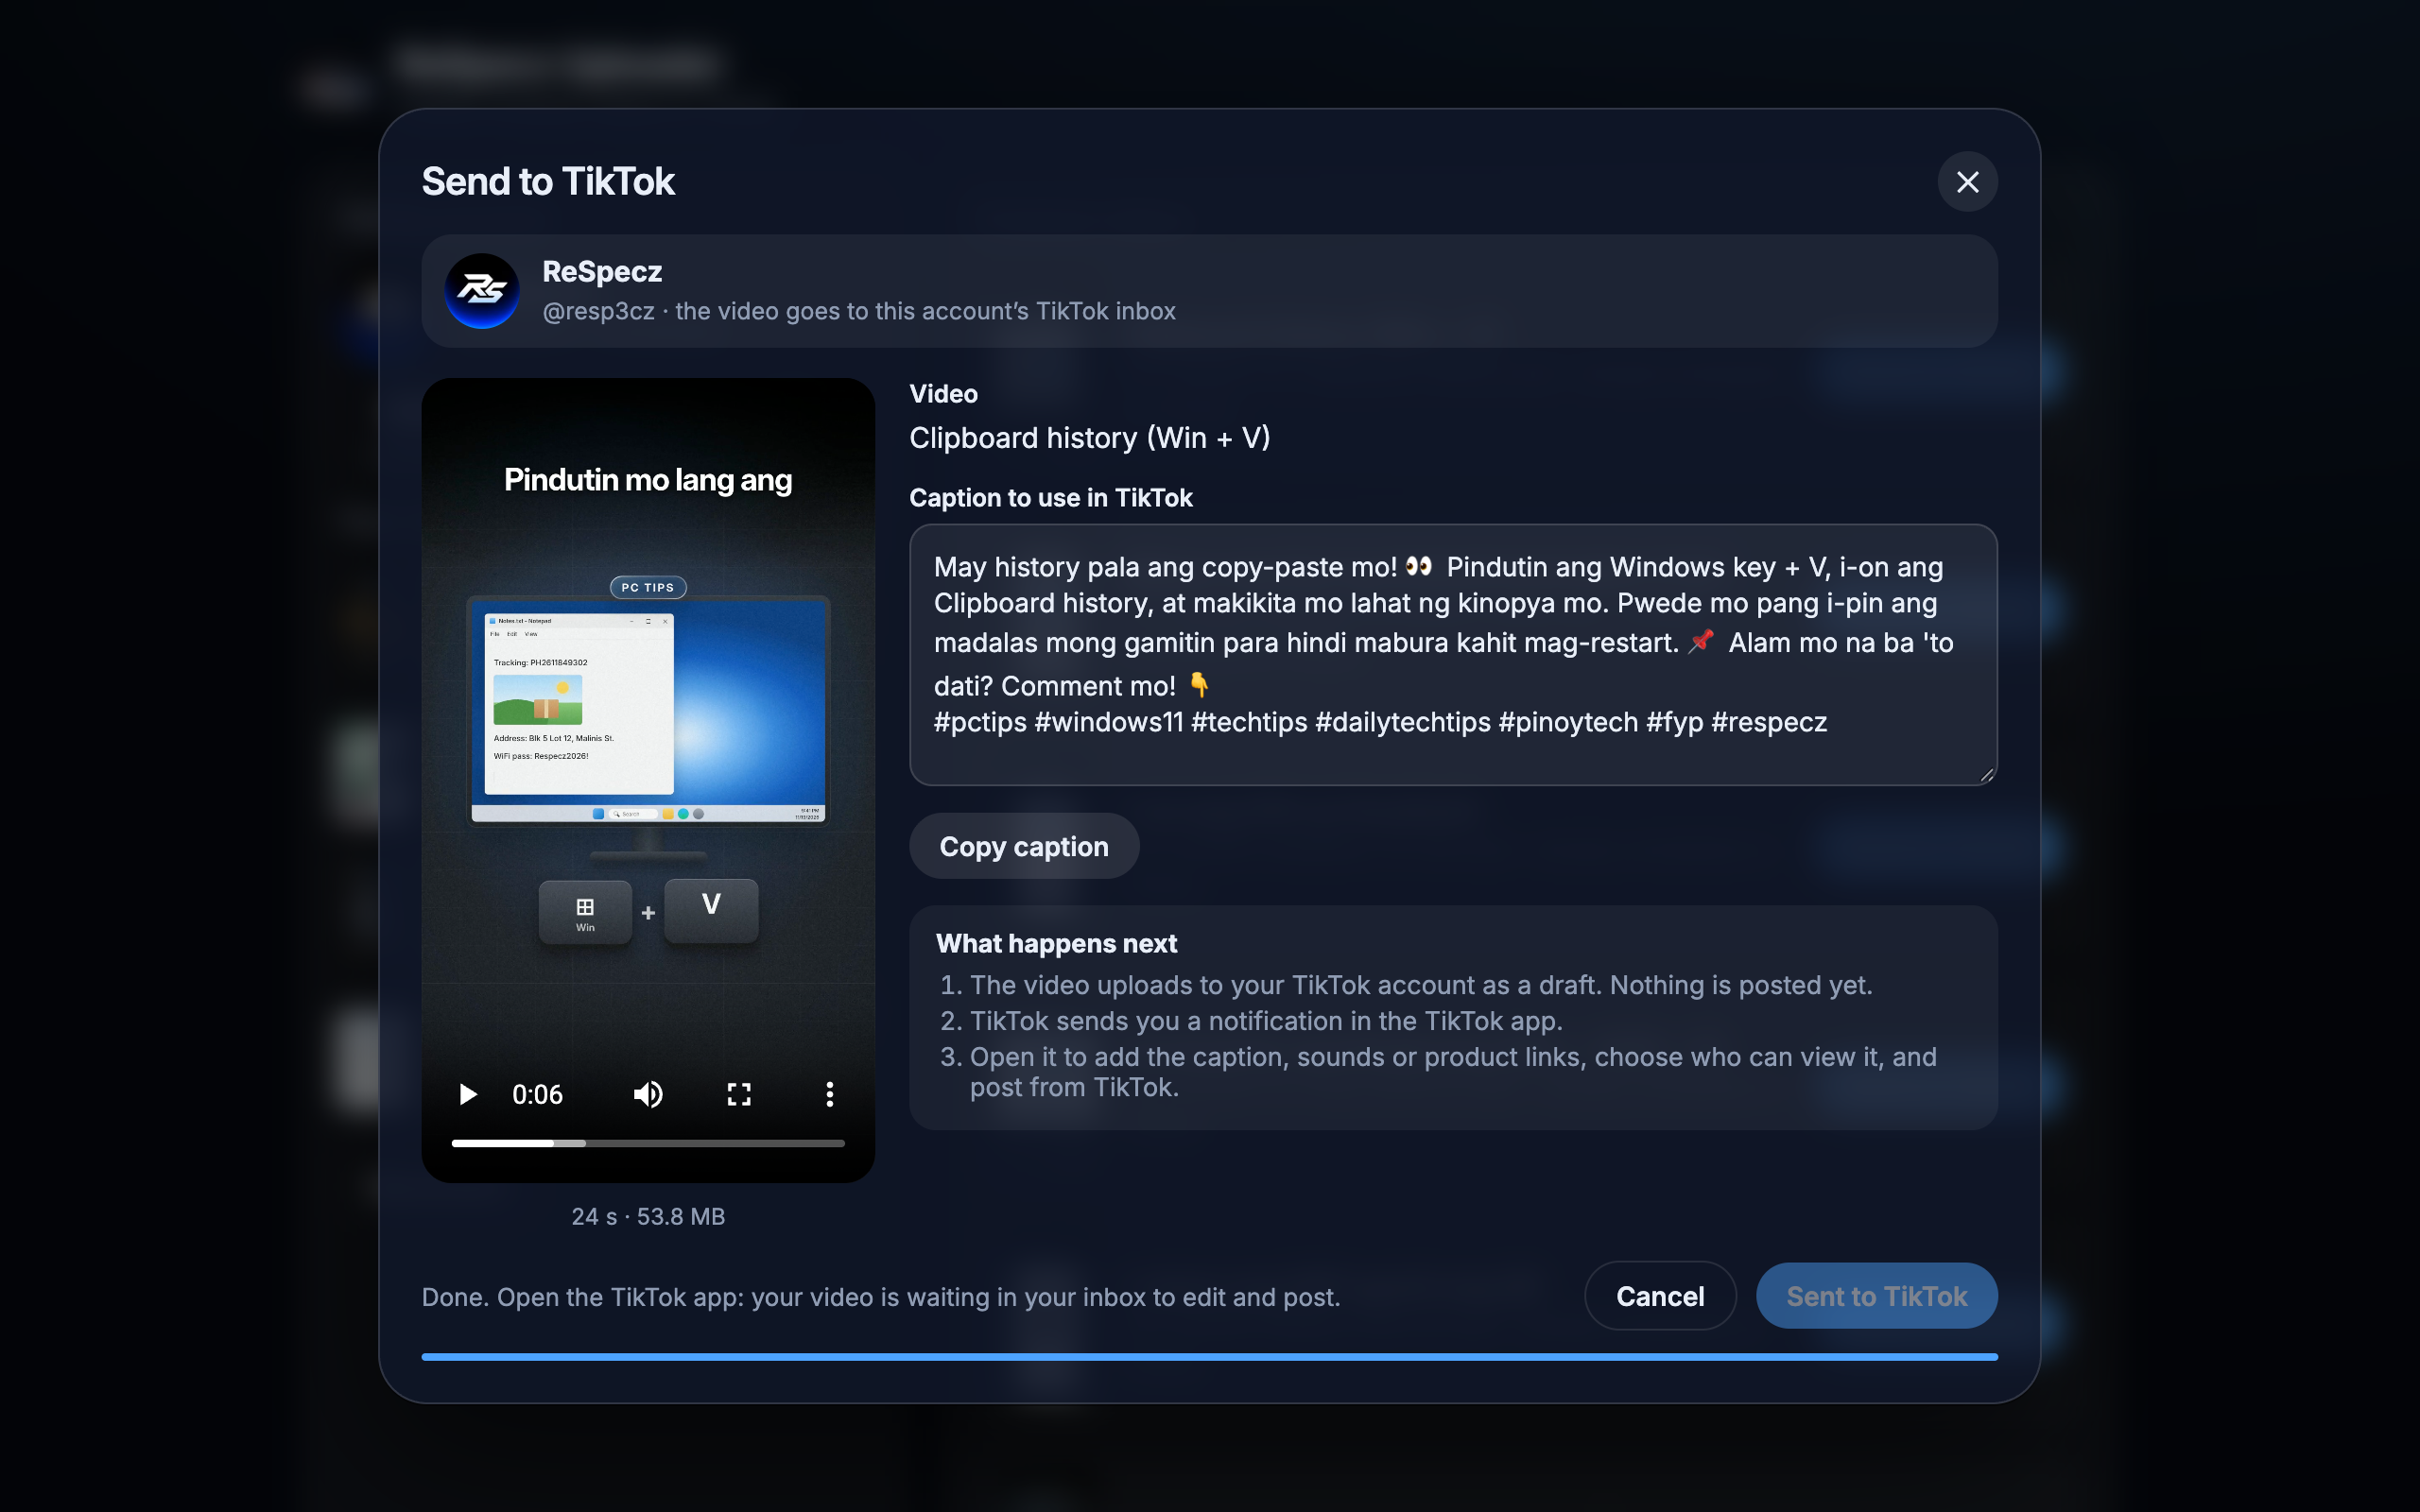 Send to TikTok
ReSpecz
@resp3cz · the video goes to this account’s TikTok inbox
Pindutin mo lang ang
PC TIPS
Notes.txt - Notepad
File Edit View
Tracking: PH2611849302
Address: Blk 5 Lot 12, Malinis St.
WiFi pass: Respecz2026!
Search
Win
+
V
0:06
24 s · 53.8 MB
Video
Clipboard history (Win + V)
Caption to use in TikTok
May history pala ang copy-paste mo! 👀 Pindutin ang Windows key + V, i-on ang
Clipboard history, at makikita mo lahat ng kinopya mo. Pwede mo pang i-pin ang
madalas mong gamitin para hindi mabura kahit mag-restart. 📌 Alam mo na ba 'to
dati? Comment mo! 👇
#pctips #windows11 #techtips #dailytechtips #pinoytech #fyp #respecz
Copy caption
What happens next
1. The video uploads to your TikTok account as a draft. Nothing is posted yet.
2. TikTok sends you a notification in the TikTok app.
3. Open it to add the caption, sounds or product links, choose who can view it, and
post from TikTok.
Done. Open the TikTok app: your video is waiting in your inbox to edit and post.
Cancel
Sent to TikTok